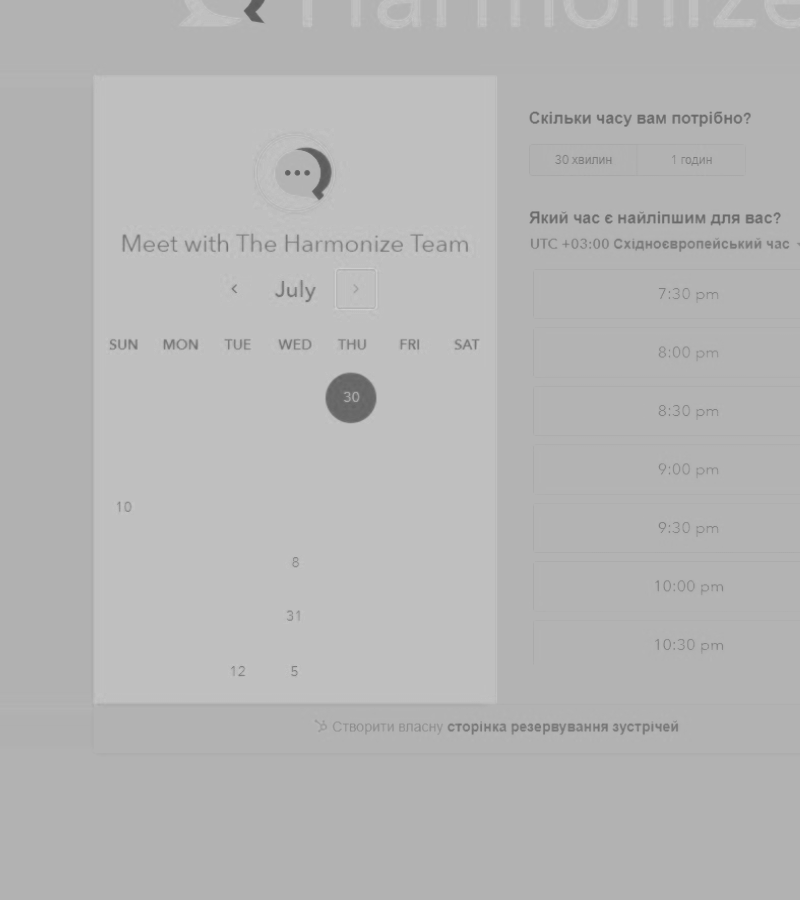 Harmonize
Meet with The Harmonize Team
July
SUN MON TUE WED THU FRI SAT
30
10
8
31
12 5
Скільки часу вам потрібно?
30 хвилин 1 годин
Який час є найліпшим для вас?
UTC +03:00 Східноєвропейський час
7:30 pm
8:00 pm
8:30 pm
9:00 pm
9:30 pm
10:00 pm
10:30 pm
Створити власну сторінка резервування зустрічей